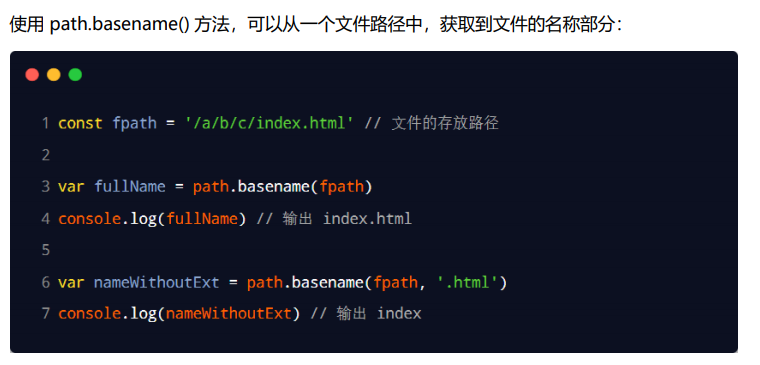 使用 path.basename() 方法，可以从一个文件路径中，获取到文件的名称部分：
1 const fpath = '/a/b/c/index.html' // 文件的存放路径
2
3 var fullName = path.basename(fpath)
4 console.log(fullName) // 输出 index.html
5
6 var nameWithoutExt = path.basename(fpath, '.html')
7 console.log(nameWithoutExt) // 输出 index